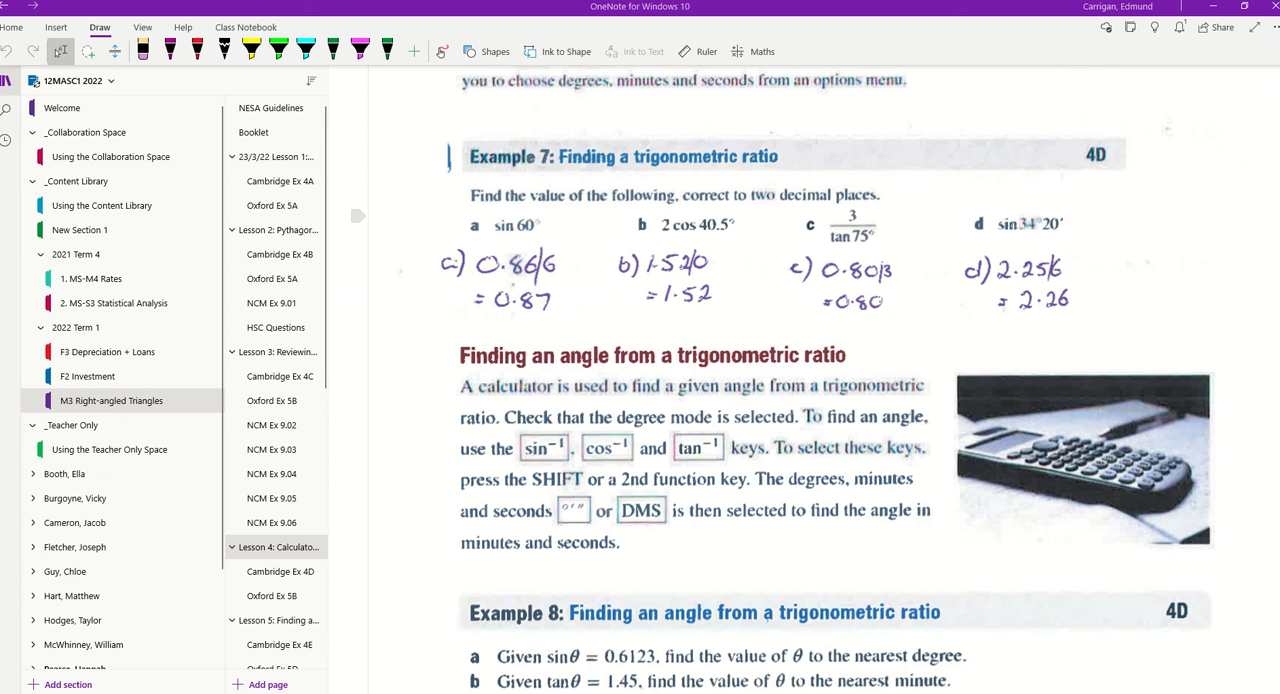 OneNote for Windows 10
Carrigan, Edmund
Home Insert Draw View Help Class Notebook
Share
Shapes Ink to Shape Ink to Text Ruler Maths
12MASC1 2022
Welcome
_Collaboration Space
Using the Collaboration Space
_Content Library
Using the Content Library
New Section 1
2021 Term 4
1. MS-M4 Rates
2. MS-S3 Statistical Analysis
2022 Term 1
F3 Depreciation + Loans
F2 Investment
M3 Right-angled Triangles
_Teacher Only
Using the Teacher Only Space
Booth, Ella
Burgoyne, Vicky
Cameron, Jacob
Fletcher, Joseph
Guy, Chloe
Hart, Matthew
Hodges, Taylor
McWhinney, William
Add section
NESA Guidelines
Booklet
23/3/22 Lesson 1:...
Cambridge Ex 4A
Oxford Ex 5A
Lesson 2: Pythagor...
Cambridge Ex 4B
Oxford Ex 5A
NCM Ex 9.01
HSC Questions
Lesson 3: Reviewin...
Cambridge Ex 4C
Oxford Ex 5B
NCM Ex 9.02
NCM Ex 9.03
NCM Ex 9.04
NCM Ex 9.05
NCM Ex 9.06
Lesson 4: Calculato...
Cambridge Ex 4D
Oxford Ex 5B
Lesson 5: Finding a...
Cambridge Ex 4E
Oxford Ex 5D
Add page
you to choose degrees, minutes and seconds from an options menu.
Example 7: Finding a trigonometric ratio 4D
Find the value of the following, correct to two decimal places.
a sin 60° b 2 cos 40.5° c 3/tan 75° d sin 34°20'
a) 0.86/6 b) 1.52/0 c) 0.80/3 d) 2.25/6
= 0.87 = 1.52 = 0.80 = 2.26
Finding an angle from a trigonometric ratio
A calculator is used to find a given angle from a trigonometric
ratio. Check that the degree mode is selected. To find an angle,
use the sin⁻¹, cos⁻¹ and tan⁻¹ keys. To select these keys,
press the SHIFT or a 2nd function key. The degrees, minutes
and seconds °'" or DMS is then selected to find the angle in
minutes and seconds.
Example 8: Finding an angle from a trigonometric ratio 4D
a Given sinθ = 0.6123, find the value of θ to the nearest degree.
b Given tanθ = 1.45, find the value of θ to the nearest minute.